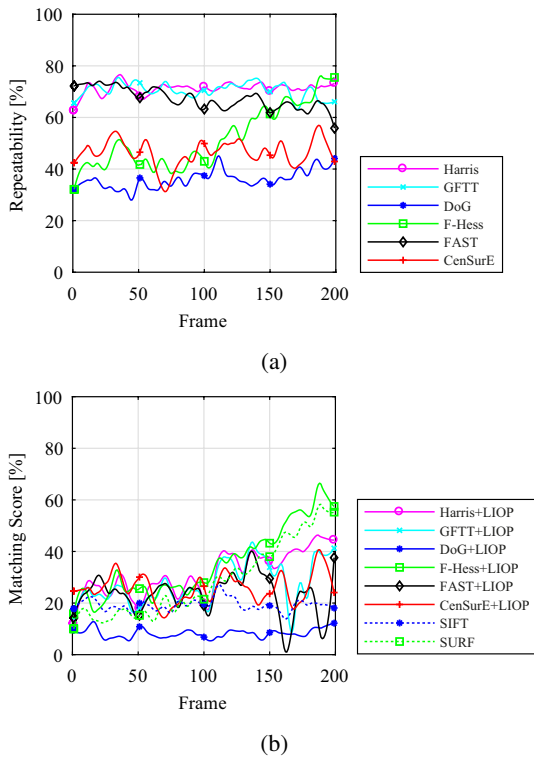 100
80
60
40
20
0
Repeatability [%]
0 50 100 150 200
Frame
Harris
GFTT
DoG
F-Hess
FAST
CenSurE
(a)
100
80
60
40
20
0
Matching Score [%]
0 50 100 150 200
Frame
Harris+LIOP
GFTT+LIOP
DoG+LIOP
F-Hess+LIOP
FAST+LIOP
CenSurE+LIOP
SIFT
SURF
(b)